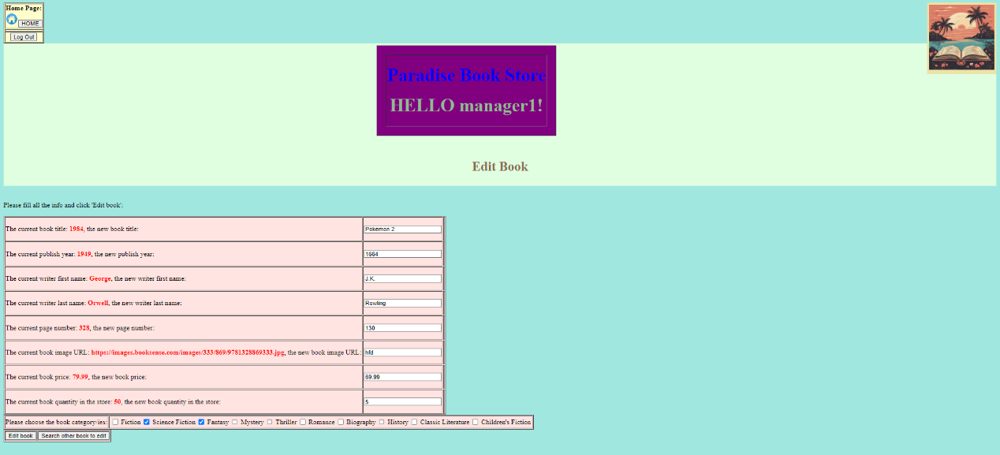 Home Page:
HOME
Log Out
Paradise Book Store
HELLO manager1!
Edit Book
Please fill all the info and click 'Edit book':
The current book title: 1984, the new book title: Pokemon 2
The current publish year: 1949, the new publish year: 1664
The current writer first name: George, the new writer first name: J.K.
The current writer last name: Orwell, the new writer last name: Rowling
The current page number: 328, the new page number: 130
The current book image URL: https://images.booksense.com/images/333/869/9781328869333.jpg, the new book image URL: hfd
The current book price: 79.99, the new book price: 69.99
The current book quantity in the store: 50, the new book quantity in the store: 5
Please choose the book category/ies: Fiction Science Fiction Fantasy Mystery Thriller Romance Biography History Classic Literature Children's Fiction
Edit book Search other book to edit